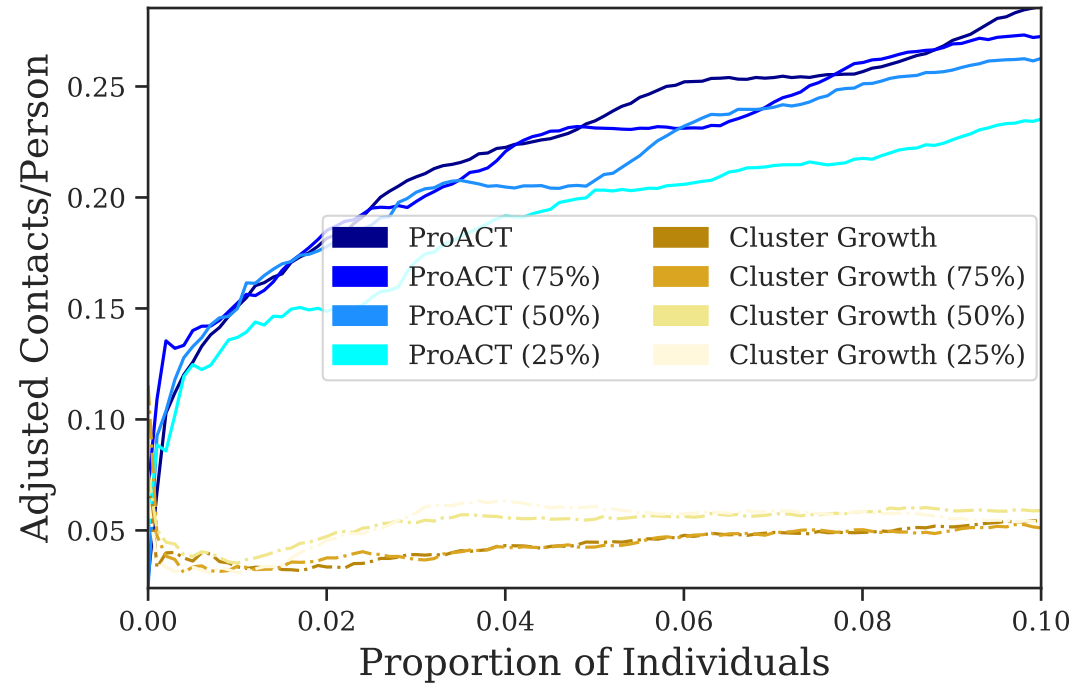 Adjusted Contacts/Person
0.25
0.20
0.15
0.10
0.05
ProACT
ProACT (75%)
ProACT (50%)
ProACT (25%)
Cluster Growth
Cluster Growth (75%)
Cluster Growth (50%)
Cluster Growth (25%)
0.00 0.02 0.04 0.06 0.08 0.10
Proportion of Individuals